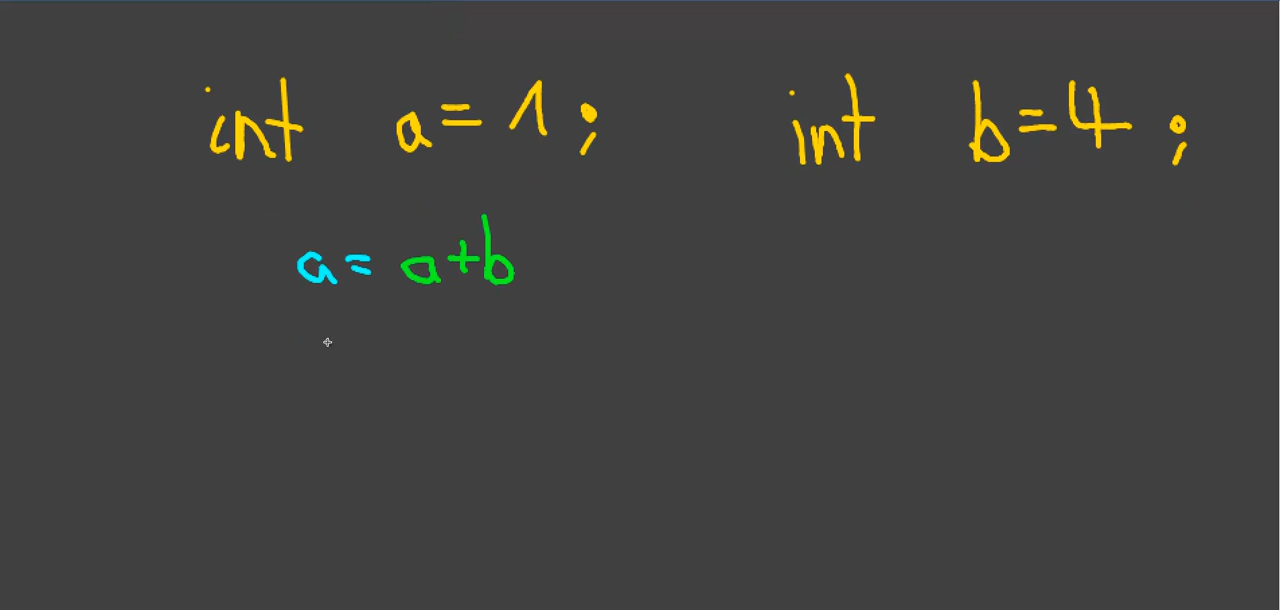 int a = 1 ; int b = 4 ;
a = a + b